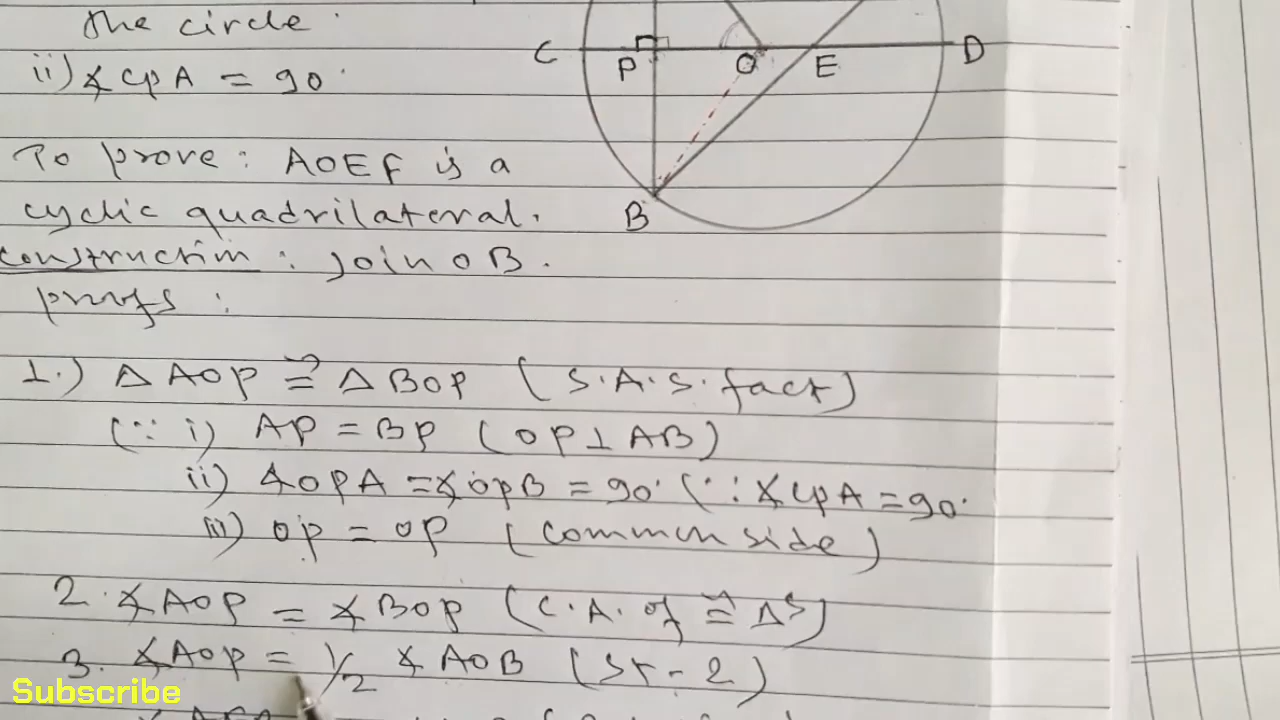 the circle.
ii) ∡CPA = 90°
C P O E D
B
To prove: AOEF is a
cyclic quadrilateral.
construction: Join OB.
proofs:
1.) △AOP ≅ △BOP (S.A.S. fact)
(∵ i) AP = BP (OP⊥AB)
ii) ∡OPA = ∡OPB = 90° (∵ ∡CPA = 90°
iii) OP = OP (common side)
2. ∡AOP = ∡BOP (C.A. of ≅ △s)
3. ∡AOP = 1/2 ∡AOB (St-2)
Subscribe